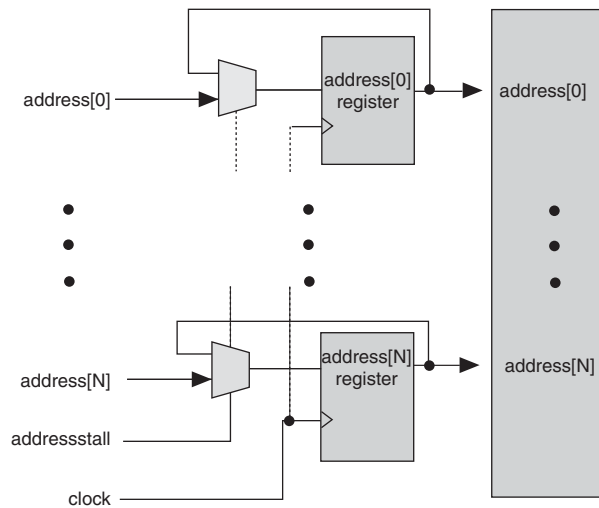 address[0]
address[0]
register
address[0]
address[N]
address[N]
register
address[N]
addressstall
clock